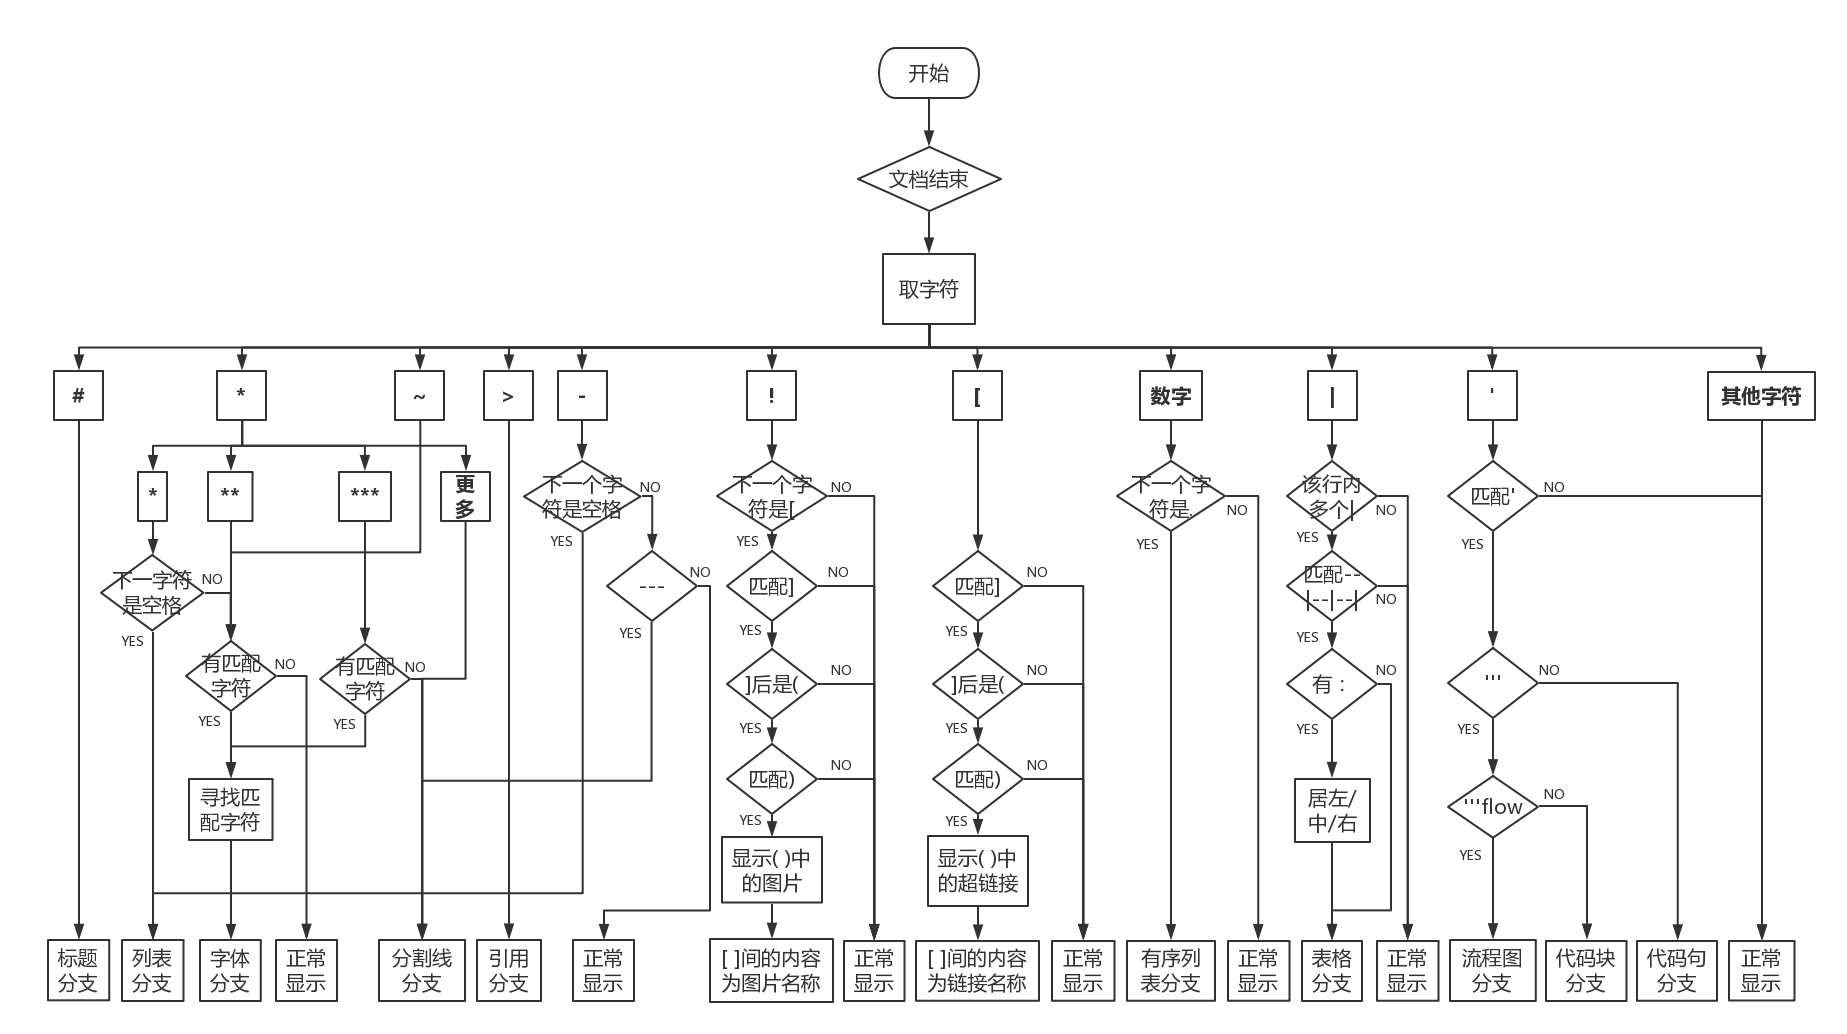 开始
文档结束
取字符
#
*
~
>
-
!
[
数字
|
'
其他字符
*
**
***
更
多
下一个字
符是空格
NO
YES
下一个字
符是[
NO
YES
下一个字
符是.
NO
YES
该行内
多个|
NO
YES
匹配'
NO
YES
下一字符
是空格
NO
YES
---
NO
YES
匹配]
NO
YES
匹配]
NO
YES
匹配--
|--|--|
NO
YES
有匹配
字符
NO
YES
有匹配
字符
NO
YES
]后是(
NO
YES
]后是(
NO
YES
有：
NO
YES
'''
NO
YES
寻找匹
配字符
匹配)
NO
YES
匹配)
NO
YES
居左/
中/右
'''flow
NO
YES
显示( )中
的图片
显示( )中
的超链接
标题
分支
列表
分支
字体
分支
正常
显示
分割线
分支
引用
分支
正常
显示
[ ]间的内容
为图片名称
正常
显示
[ ]间的内容
为链接名称
正常
显示
有序列
表分支
正常
显示
表格
分支
正常
显示
流程图
分支
代码块
分支
代码句
分支
正常
显示